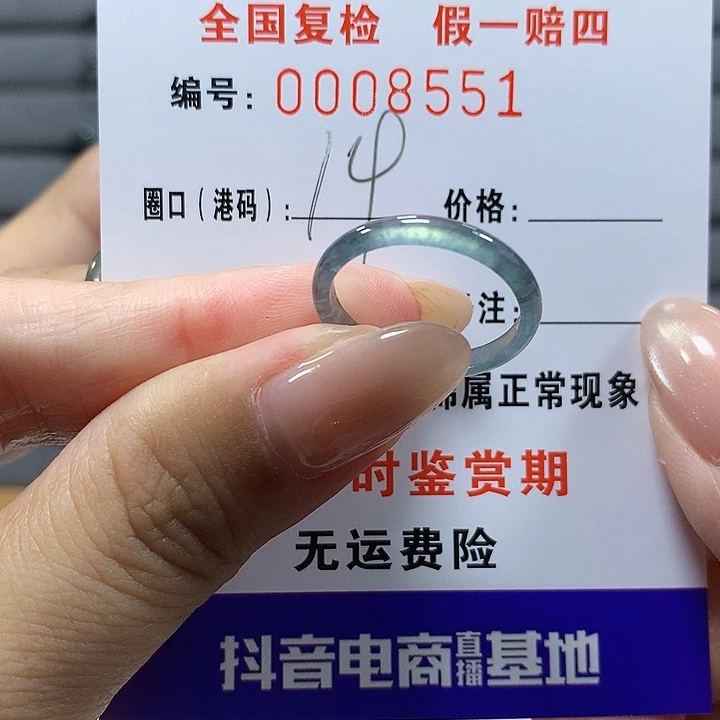 全国复检 假一赔四
编号: 0008551
圈口(港码): 14 价格:
注:
属正常现象
时鉴赏期
无运费险
抖音电商直播基地